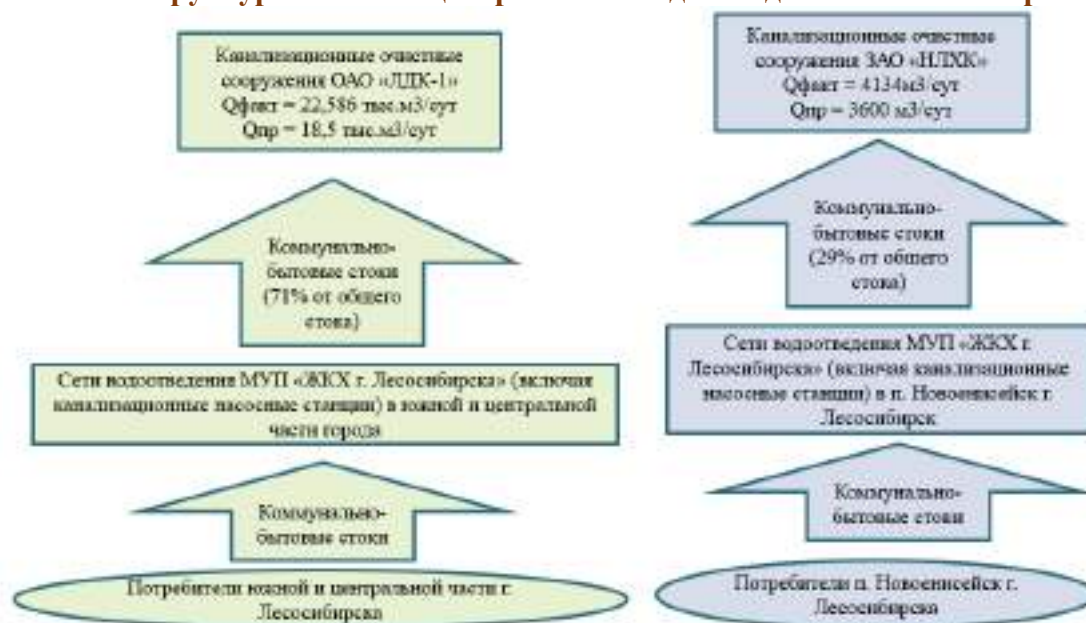 Канализационные очистные
сооружения ОАО «ЛДК-1»
Qфакт = 22,586 тыс.м3/сут
Qпр = 18,5 тыс.м3/сут
Коммунально-
бытовые стоки
(71% от общего
стока)
Сети водоотведения МУП «ЖКХ г. Лесосибирска» (включая
канализационные насосные станции) в южной и центральной
части города
Коммунально-
бытовые стоки
Потребители южной и центральной части г.
Лесосибирска
Канализационные очистные
сооружения ЗАО «НЛХК»
Qфакт = 4134м3/сут
Qпр = 3600 м3/сут
Коммунально-
бытовые стоки
(29% от общего
стока)
Сети водоотведения МУП «ЖКХ г.
Лесосибирска» (включая канализационные
насосные станции) в п. Новоенисейск г.
Лесосибирск
Коммунально-
бытовые стоки
Потребители п. Новоенисейск г.
Лесосибирска